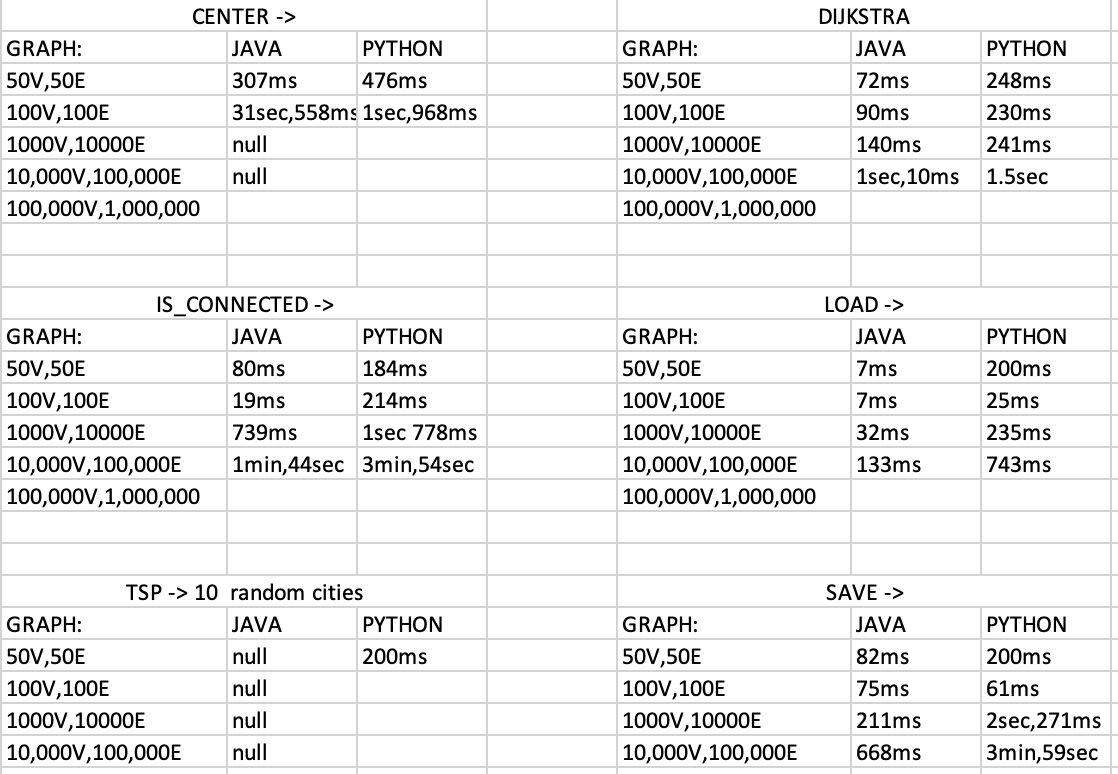 CENTER -> DIJKSTRA
GRAPH: JAVA PYTHON GRAPH: JAVA PYTHON
50V,50E 307ms 476ms 50V,50E 72ms 248ms
100V,100E 31sec,558ms 1sec,968ms 100V,100E 90ms 230ms
1000V,10000E null 1000V,10000E 140ms 241ms
10,000V,100,000E null 10,000V,100,000E 1sec,10ms 1.5sec
100,000V,1,000,000 100,000V,1,000,000
IS_CONNECTED -> LOAD ->
GRAPH: JAVA PYTHON GRAPH: JAVA PYTHON
50V,50E 80ms 184ms 50V,50E 7ms 200ms
100V,100E 19ms 214ms 100V,100E 7ms 25ms
1000V,10000E 739ms 1sec 778ms 1000V,10000E 32ms 235ms
10,000V,100,000E 1min,44sec 3min,54sec 10,000V,100,000E 133ms 743ms
100,000V,1,000,000 100,000V,1,000,000
TSP -> 10 random cities SAVE ->
GRAPH: JAVA PYTHON GRAPH: JAVA PYTHON
50V,50E null 200ms 50V,50E 82ms 200ms
100V,100E null 100V,100E 75ms 61ms
1000V,10000E null 1000V,10000E 211ms 2sec,271ms
10,000V,100,000E null 10,000V,100,000E 668ms 3min,59sec